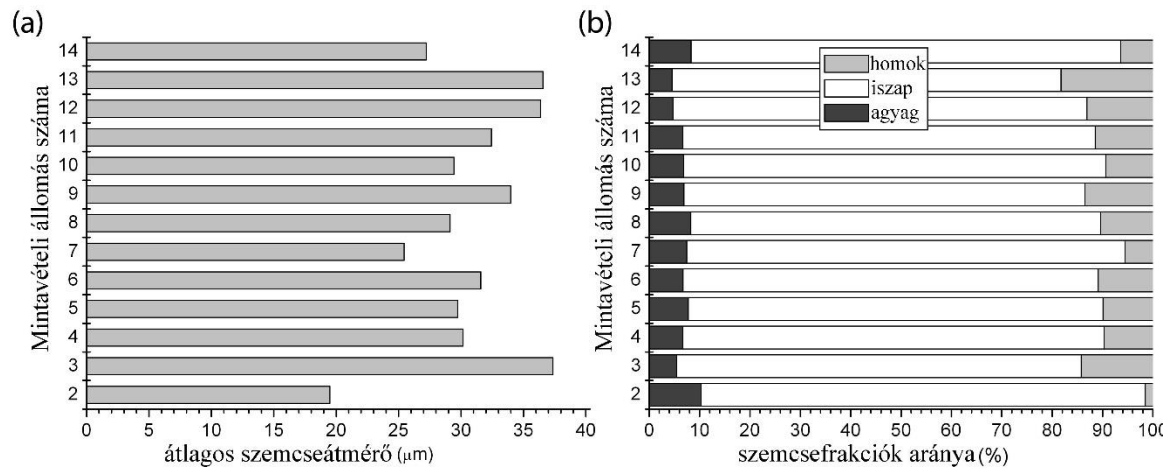 (a)
Mintavételi állomás száma
14
13
12
11
10
9
8
7
6
5
4
3
2
0 5 10 15 20 25 30 35 40
átlagos szemcseátmérő (μm)
(b)
Mintavételi állomás száma
14
13
12
11
10
9
8
7
6
5
4
3
2
homok
iszap
agyag
0 10 20 30 40 50 60 70 80 90 100
szemcsefrakciók aránya (%)